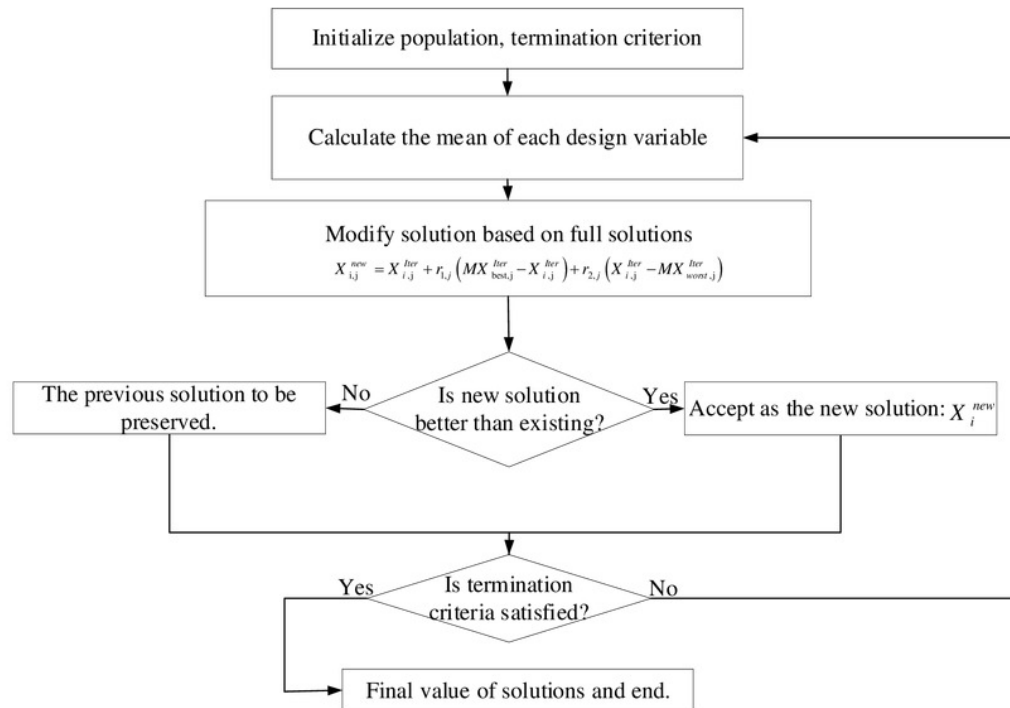 Initialize population, termination criterion
Calculate the mean of each design variable
Modify solution based on full solutions
X_{i,j}^{new} = X_{i,j}^{Iter} + r_{1,j} (MX_{best,j}^{Iter} − X_{i,j}^{Iter}) + r_{2,j} (X_{i,j}^{Iter} − MX_{worst,j}^{Iter})
The previous solution to be
preserved.
No
Is new solution
better than existing?
Yes
Accept as the new solution: X_i^{new}
Yes
Is termination
criteria satisfied?
No
Final value of solutions and end.